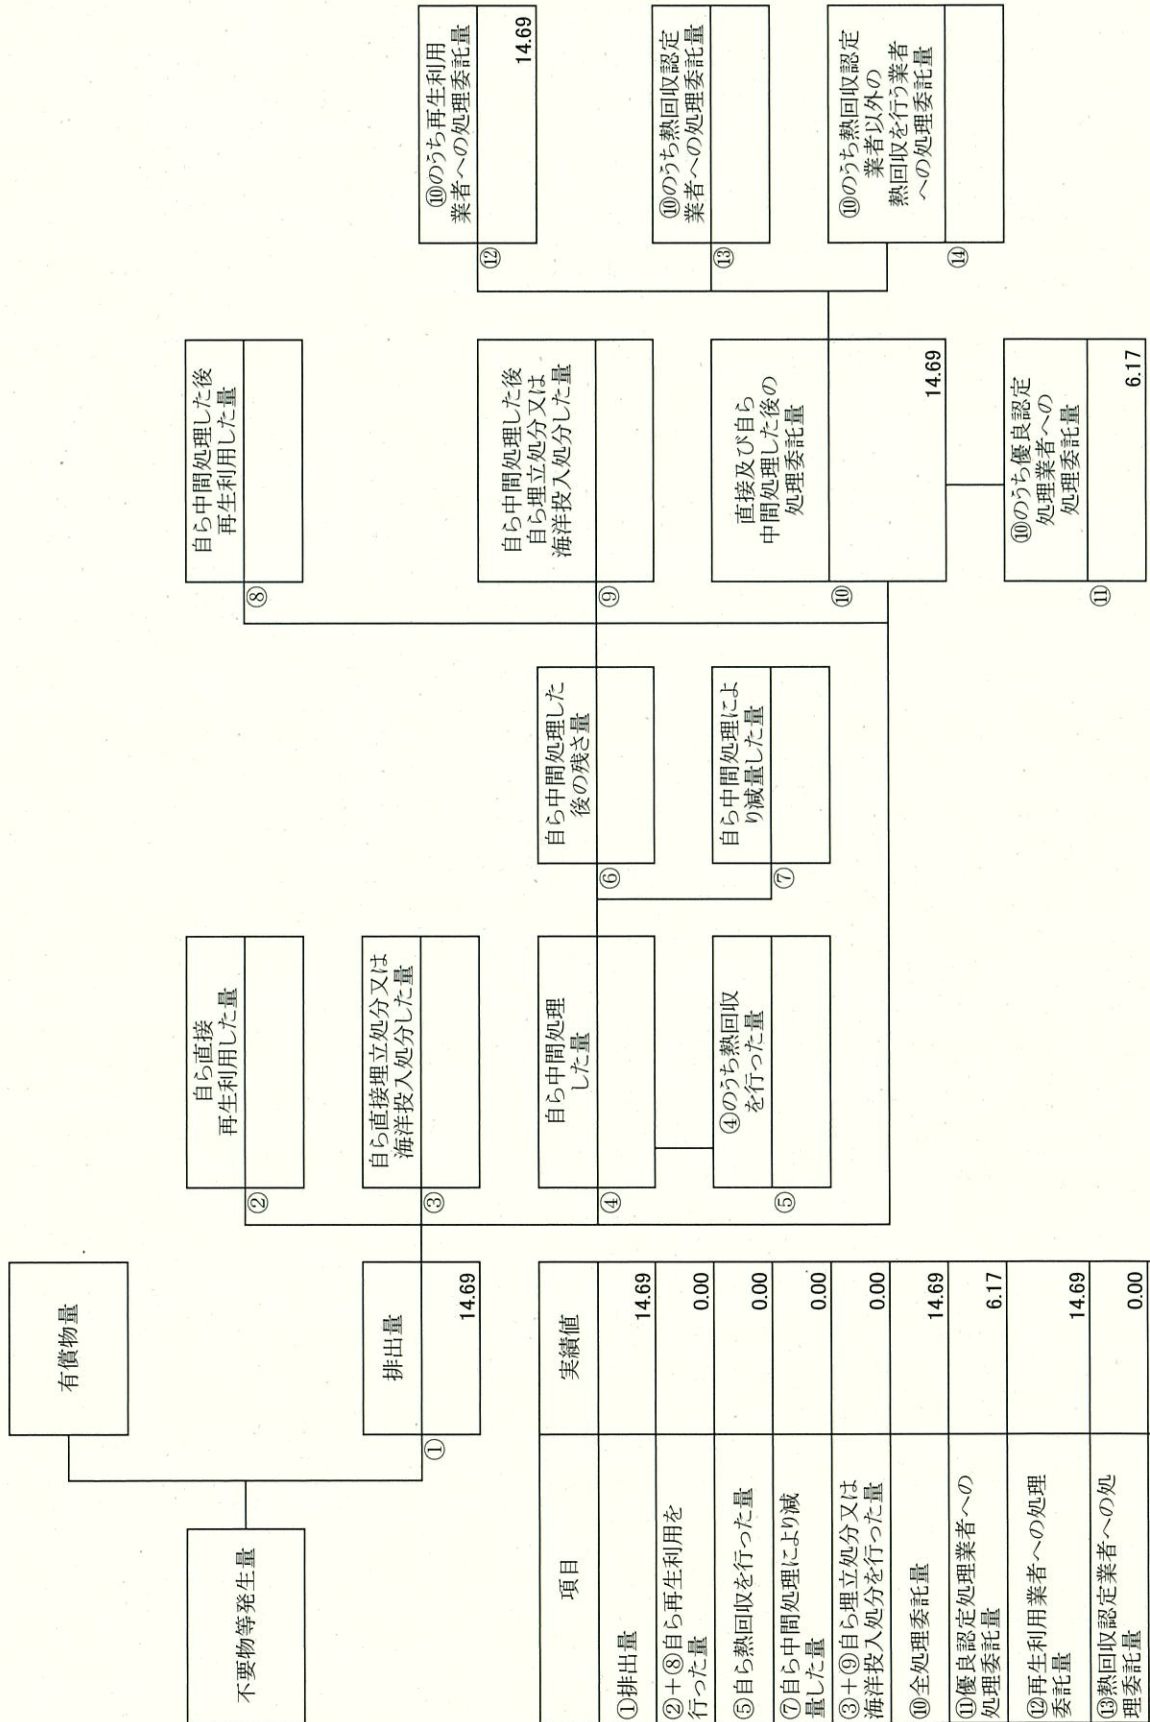 不要物等発生量
有償物量
排出量
①
14.69
自ら直接
再生利用した量
②
自ら直接埋立処分又は
海洋投入処分した量
③
自ら中間処理
した量
④
④のうち熱回収
を行った量
⑤
自ら中間処理した
後の残さ量
⑥
自ら中間処理によ
り減量した量
⑦
自ら中間処理した後
再生利用した量
⑧
自ら中間処理した後
自ら埋立処分又は
海洋投入処分した量
⑨
直接及び自ら
中間処理した後の
処理委託量
⑩
14.69
⑩のうち優良認定
処理業者への
処理委託量
⑪
6.17
⑩のうち再生利用
業者への処理委託量
⑫
14.69
⑩のうち熱回収認定
業者への処理委託量
⑬
⑩のうち熱回収認定
業者以外の
熱回収を行う業者
への処理委託量
⑭
項目 実績値
①排出量 14.69
②+⑧自ら再生利用を
行った量 0.00
⑤自ら熱回収を行った量 0.00
⑦自ら中間処理により減
量した量 0.00
③+⑨自ら埋立処分又は
海洋投入処分を行った量 0.00
⑩全処理委託量 14.69
⑪優良認定処理業者への
処理委託量 6.17
⑫再生利用業者への処理
委託量 14.69
⑬熱回収認定業者への処
理委託量 0.00